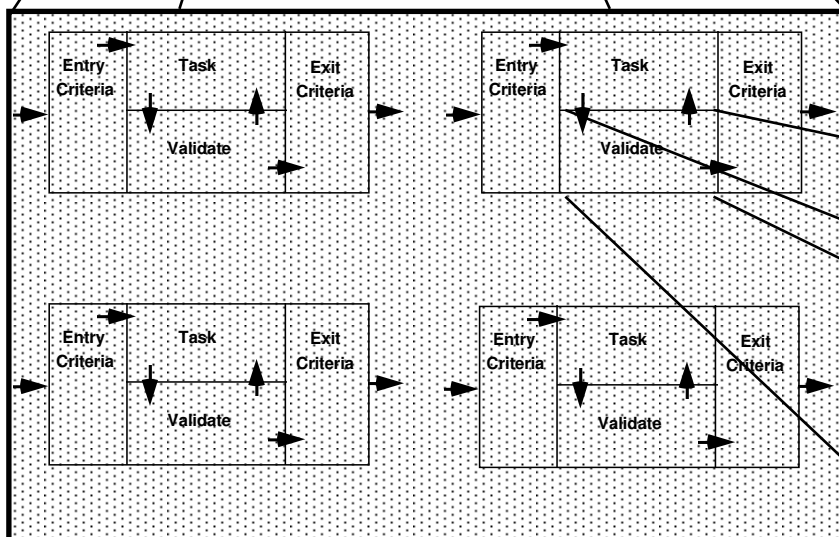 Entry
Criteria
Task
Validate
Exit
Criteria
Entry
Criteria
Task
Validate
Exit
Criteria
Entry
Criteria
Task
Validate
Exit
Criteria
Entry
Criteria
Task
Validate
Exit
Criteria